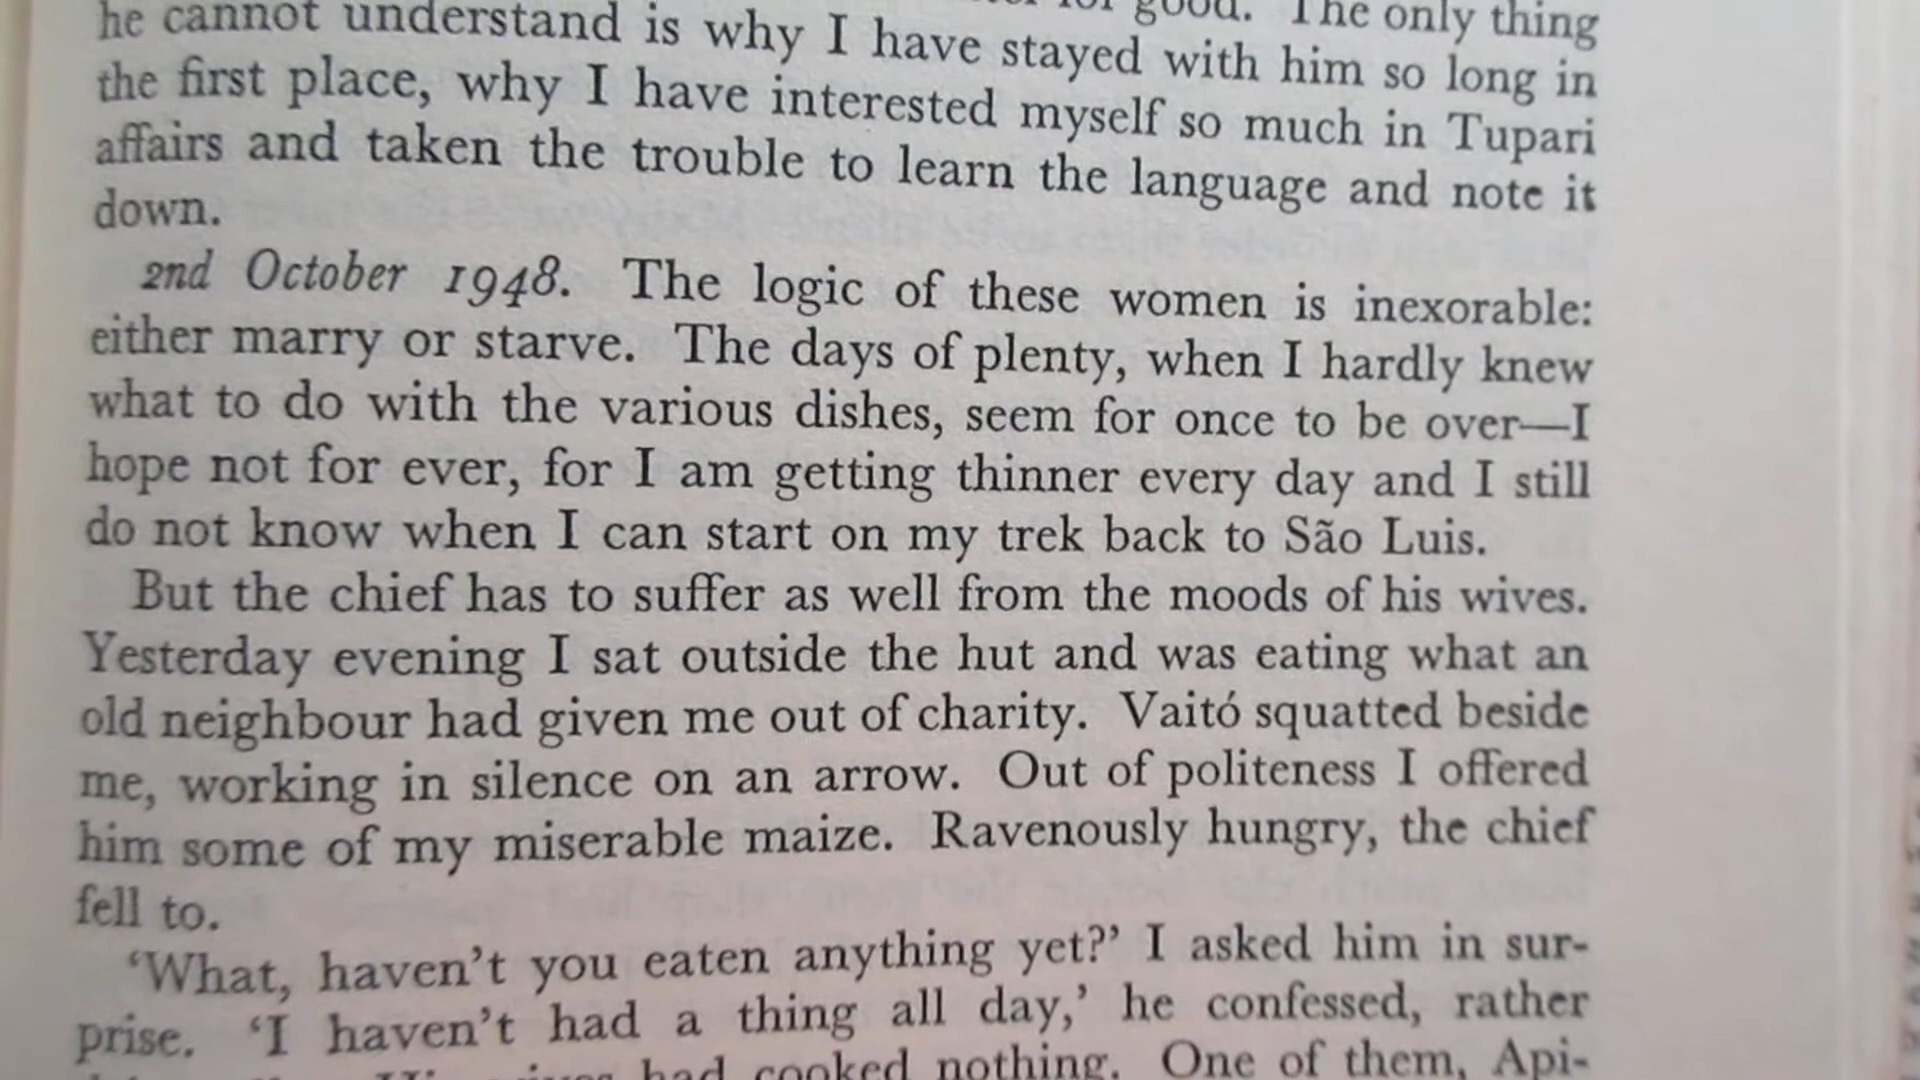 for good. The only thing
he cannot understand is why I have stayed with him so long in
the first place, why I have interested myself so much in Tupari
affairs and taken the trouble to learn the language and note it
down.
2nd October 1948. The logic of these women is inexorable:
either marry or starve. The days of plenty, when I hardly knew
what to do with the various dishes, seem for once to be over—I
hope not for ever, for I am getting thinner every day and I still
do not know when I can start on my trek back to São Luis.
But the chief has to suffer as well from the moods of his wives.
Yesterday evening I sat outside the hut and was eating what an
old neighbour had given me out of charity. Vaitó squatted beside
me, working in silence on an arrow. Out of politeness I offered
him some of my miserable maize. Ravenously hungry, the chief
fell to.
‘What, haven’t you eaten anything yet?’ I asked him in sur-
prise. ‘I haven’t had a thing all day,’ he confessed, rather
had cooked nothing. One of them, Api-